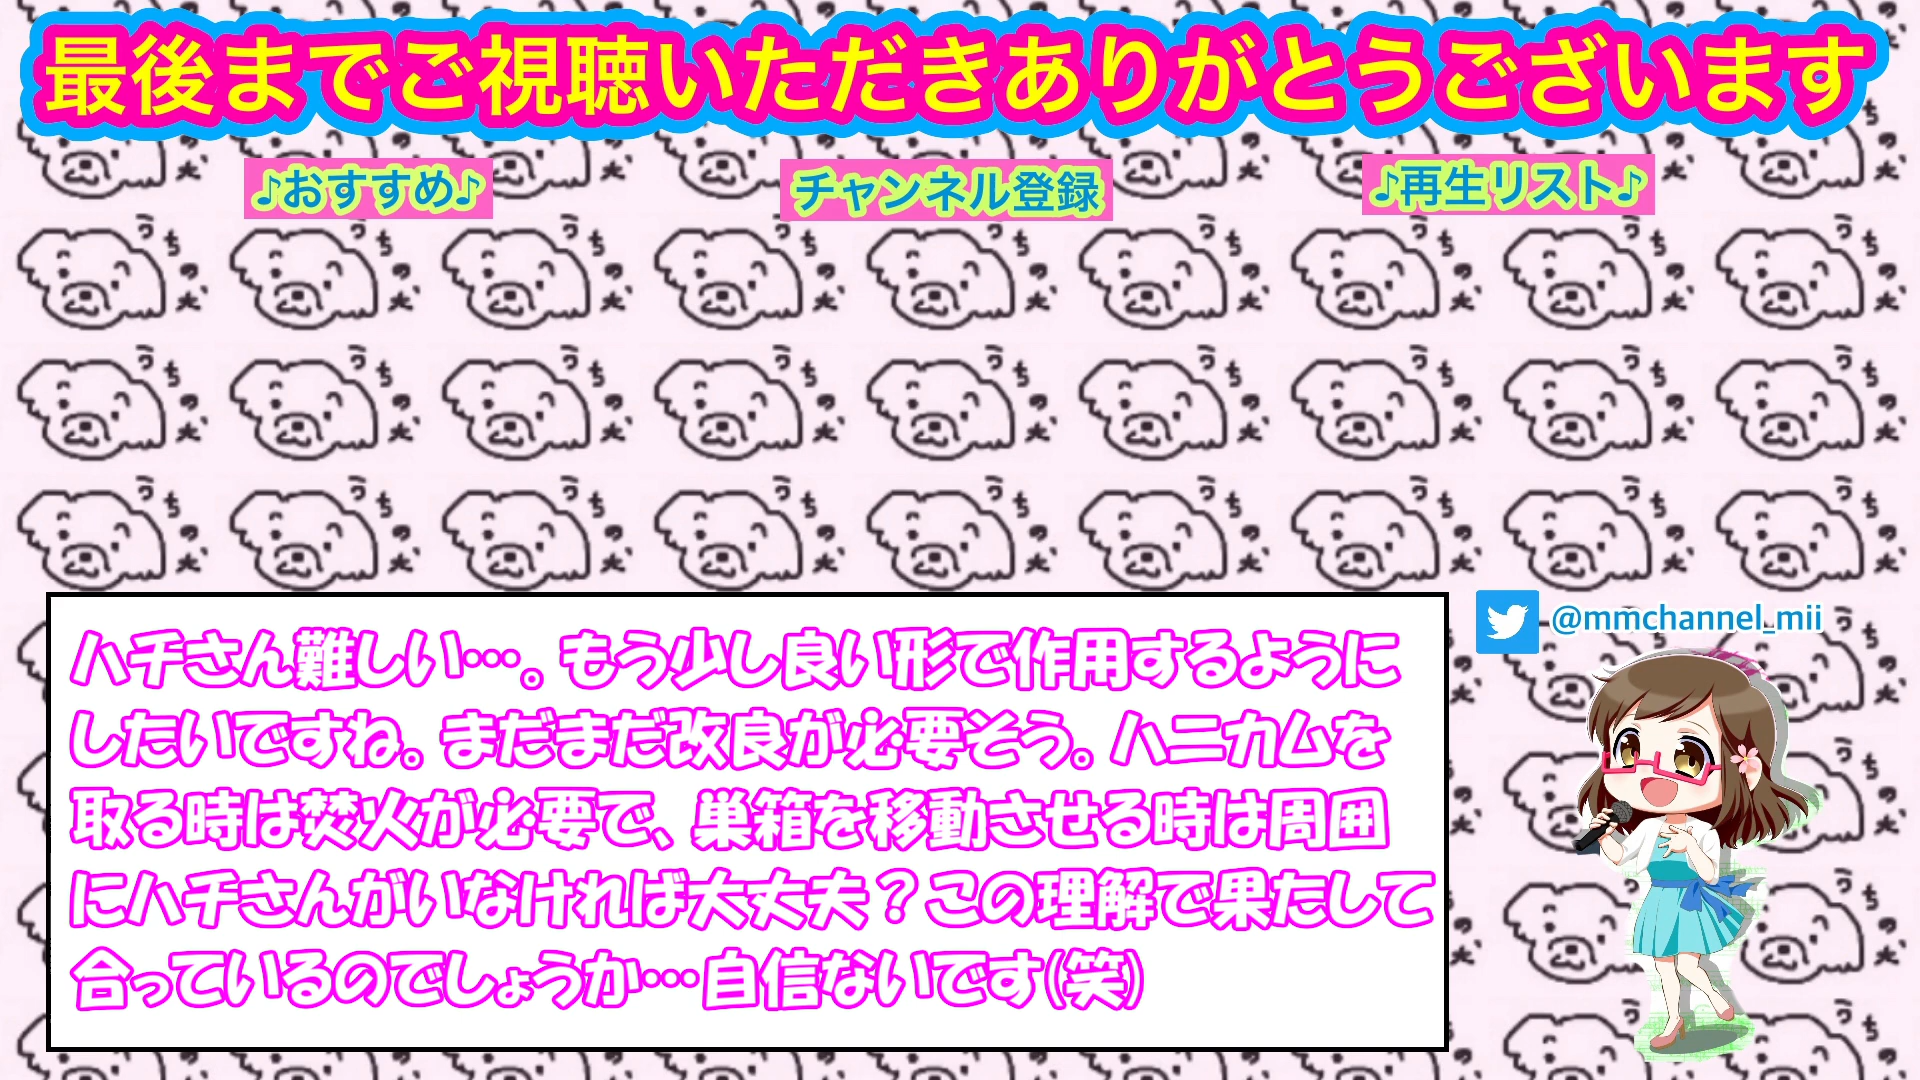 最後までご視聴いただきありがとうございます
♪おすすめ♪
チャンネル登録
♪再生リスト♪
うちの犬
@mmchannel_mii
ハチさん難しい…。もう少し良い形で作用するように
したいですね。まだまだ改良が必要そう。ハニカムを
取る時は焚火が必要で、巣箱を移動させる時は周囲
にハチさんがいなければ大丈夫？この理解で果たして
合っているのでしょうか…自信ないです(笑)